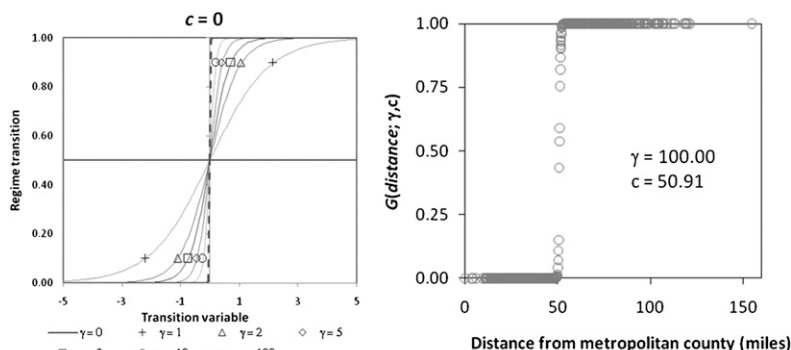 c = 0
1.00
0.80
0.60
0.40
0.20
0.00
Regime transition
-5 -3 -1 1 3 5
Transition variable
γ=0 γ=1 γ=2 γ=5
1.00
0.75
0.50
0.25
0.00
G(distance; γ,c)
γ = 100.00
c = 50.91
0 50 100 150
Distance from metropolitan county (miles)